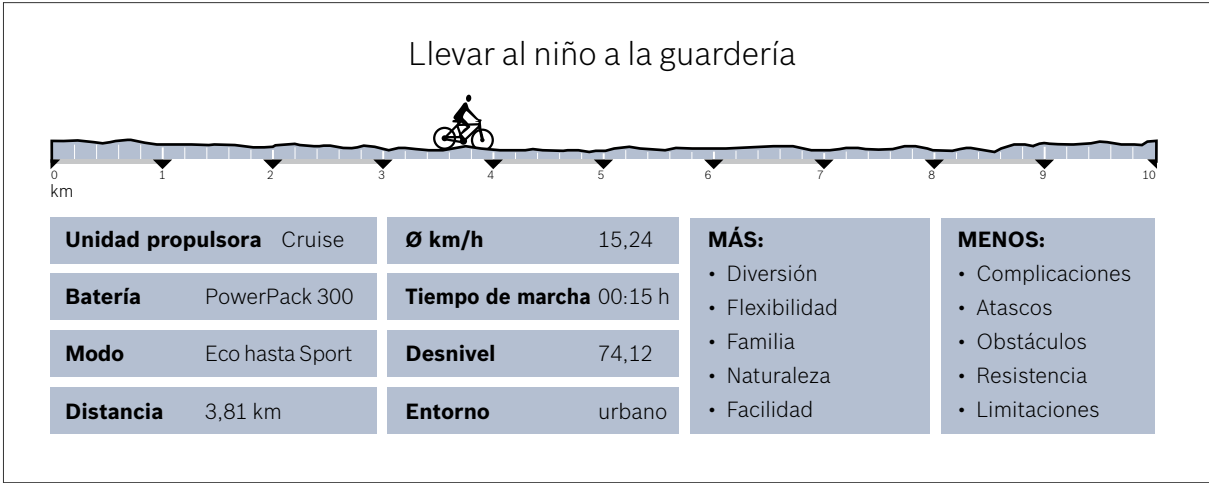 Llevar al niño a la guardería
0 1 2 3 4 5 6 7 8 9 10
km
Unidad propulsora Cruise
Batería PowerPack 300
Modo Eco hasta Sport
Distancia 3,81 km
Ø km/h 15,24
Tiempo de marcha 00:15 h
Desnivel 74,12
Entorno urbano
MÁS:
• Diversión
• Flexibilidad
• Familia
• Naturaleza
• Facilidad
MENOS:
• Complicaciones
• Atascos
• Obstáculos
• Resistencia
• Limitaciones